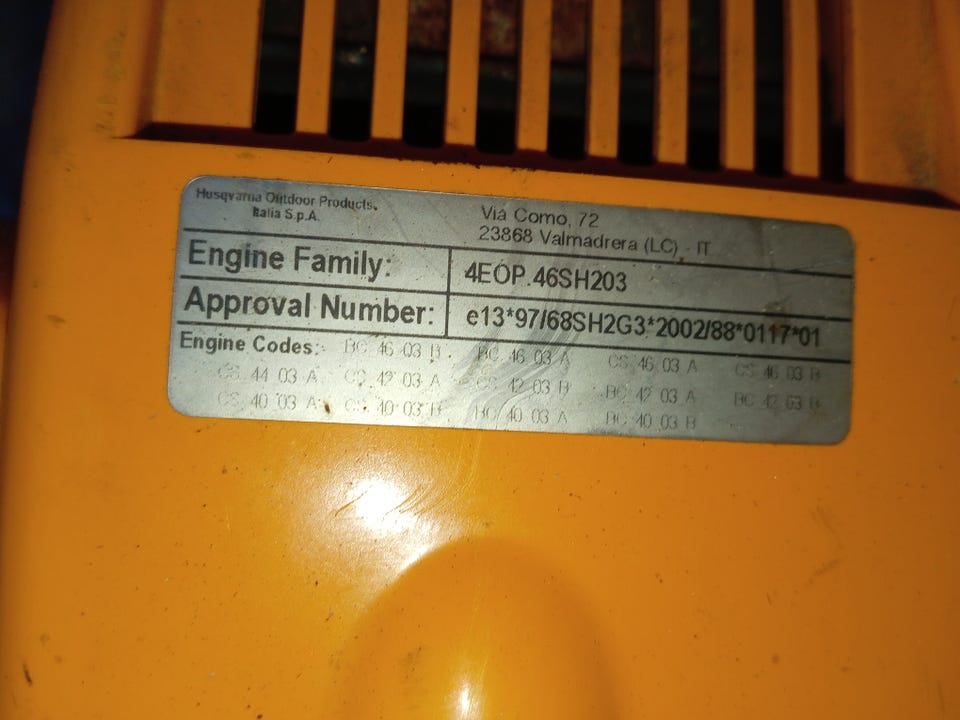 Husqvarna Outdoor Products,
Italia S.p.A.
Via Como, 72
23868 Valmadrera (LC) - IT
Engine Family: 4EOP.46SH203
Approval Number: e13*97/68SH2G3*2002/88*0117*01
Engine Codes: BC 46 03 B BC 46 03 A CS 46 03 A CS 46 03 B
CS 44 03 A CS 42 03 A CS 42 03 B BC 42 03 A BC 42 03 B
CS 40 03 A CS 40 03 B BC 40 03 A BC 40 03 B